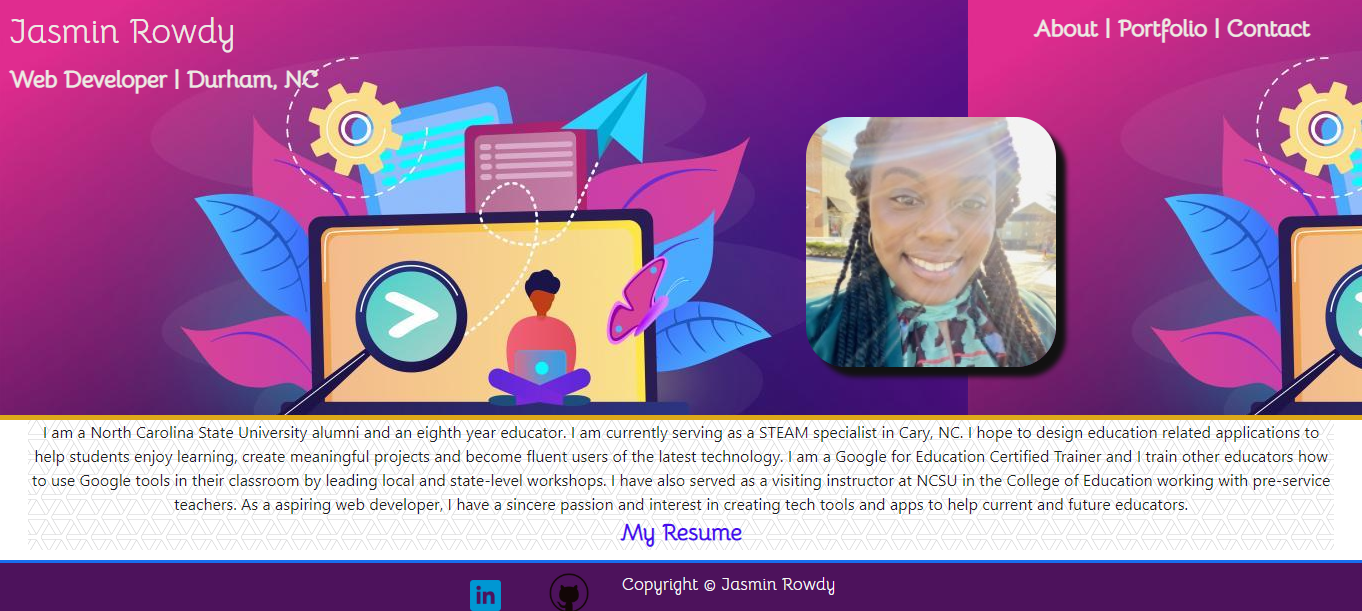 Jasmin Rowdy
About | Portfolio | Contact
Web Developer | Durham, NC
I am a North Carolina State University alumni and an eighth year educator. I am currently serving as a STEAM specialist in Cary, NC. I hope to design education related applications to
help students enjoy learning, create meaningful projects and become fluent users of the latest technology. I am a Google for Education Certified Trainer and I train other educators how
to use Google tools in their classroom by leading local and state-level workshops. I have also served as a visiting instructor at NCSU in the College of Education working with pre-service
teachers. As a aspiring web developer, I have a sincere passion and interest in creating tech tools and apps to help current and future educators.
My Resume
in
Copyright © Jasmin Rowdy